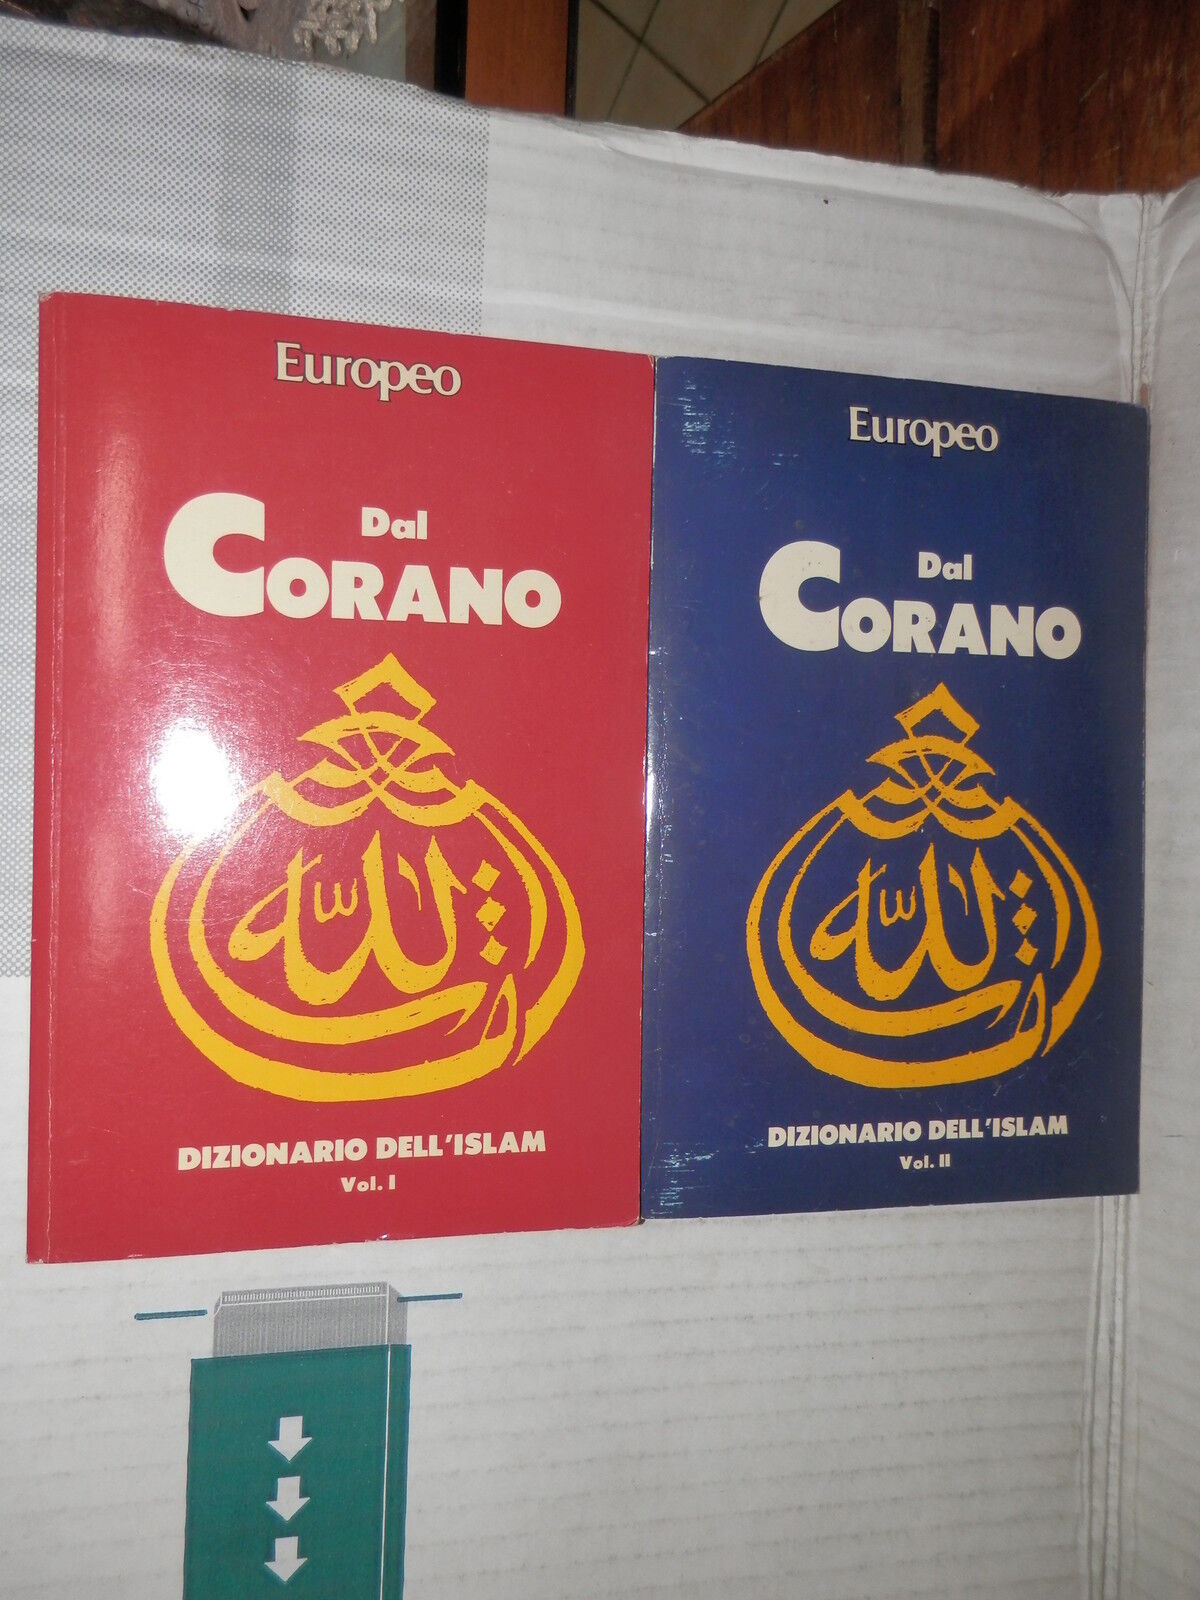 Europeo
Dal
CORANO
الله
DIZIONARIO DELL'ISLAM
Vol. I
Europeo
Dal
CORANO
الله
DIZIONARIO DELL'ISLAM
Vol. II